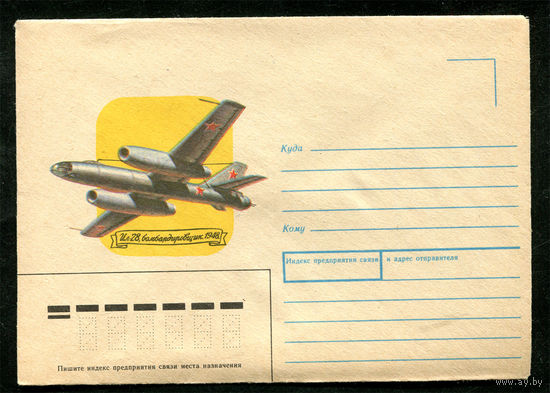 Куда
Ил-28, бомбардировщик. 1948
Кому
Индекс предприятия связи и адрес отправителя
Пишите индекс предприятия связи места назначения
www.ay.by